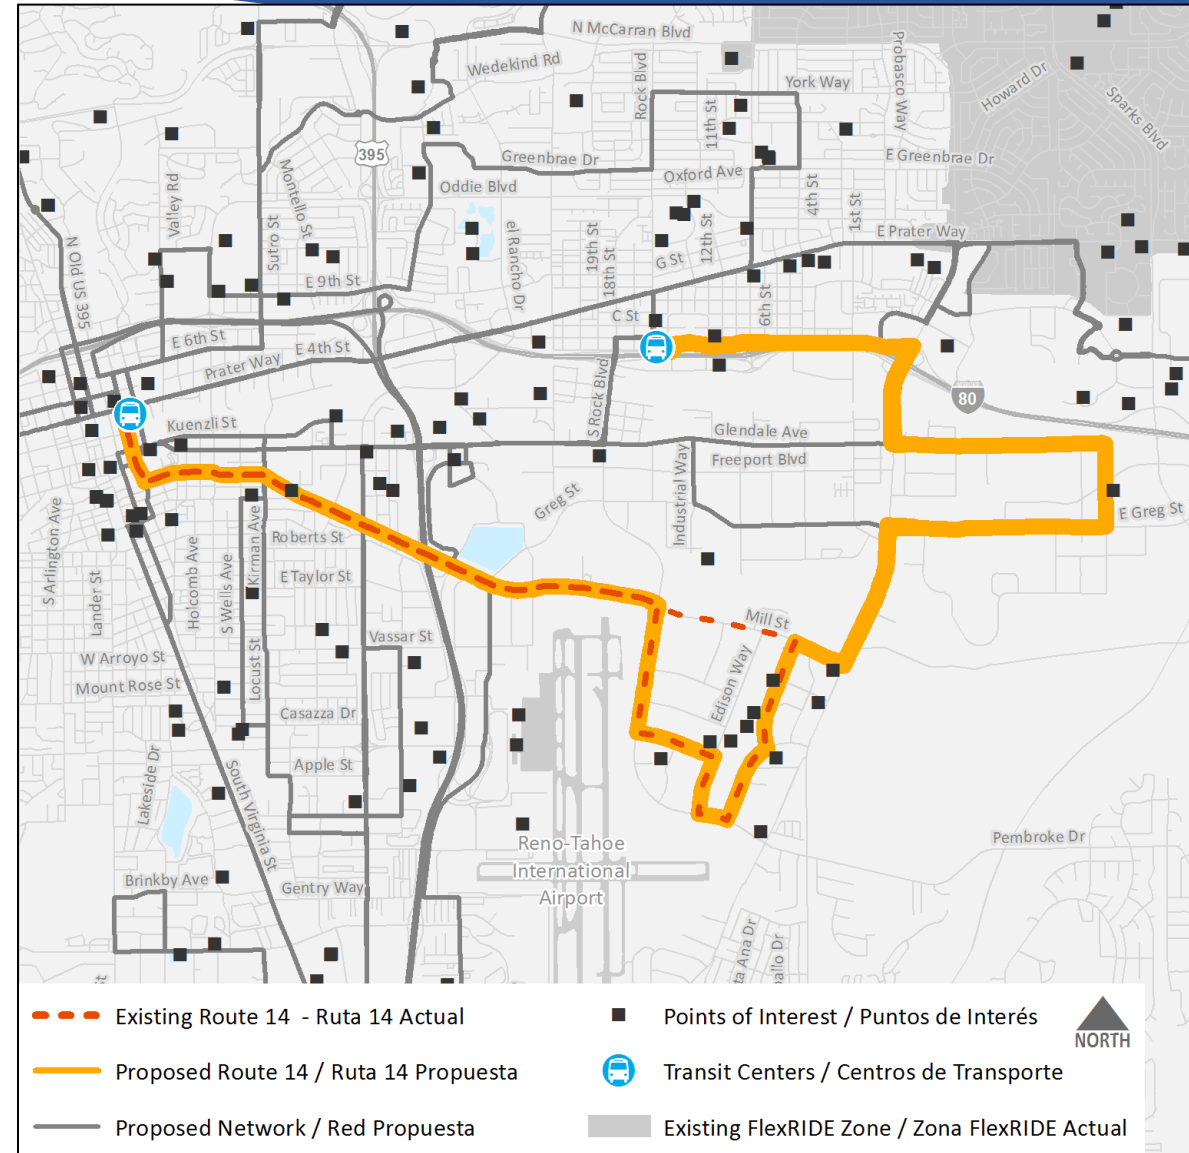 N McCarran Blvd
Wedekind Rd
Rock Blvd
York Way
Probasco Way
Howard Dr
Sparks Blvd
11th St
395
Greenbrae Dr
E Greenbrae Dr
Oxford Ave
Oddie Blvd
Valley Rd
Montello St
Sutro St
el Rancho Dr
19th St
18th St
G St
12th St
4th St
1st St
E Prater Way
N Old US 395
E 9th St
C St
6th St
E 6th St
E 4th St
Prater Way
S Rock Blvd
80
Kuenzli St
Glendale Ave
Freeport Blvd
Industrial Way
Greg St
E Greg St
S Arlington Ave
Lander St
Holcomb Ave
S Wells Ave
Kirman Ave
Locust St
Roberts St
E Taylor St
Vassar St
Mill St
Edison Way
W Arroyo St
Mount Rose St
Casazza Dr
Apple St
Lakeside Dr
South Virginia St
Reno-Tahoe
International
Airport
Pembroke Dr
Brinkby Ave
Gentry Way
St
ta Ana Dr
allo Dr
Existing Route 14 - Ruta 14 Actual
Points of Interest / Puntos de Interés
NORTH
Proposed Route 14 / Ruta 14 Propuesta
Transit Centers / Centros de Transporte
Proposed Network / Red Propuesta
Existing FlexRIDE Zone / Zona FlexRIDE Actual